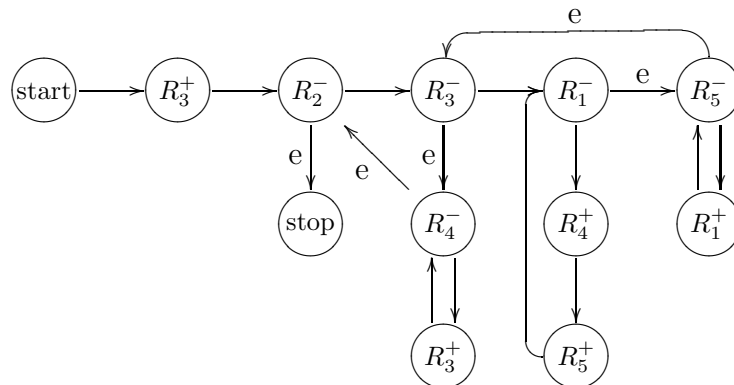 e
start $R_3^+$ $R_2^-$ $R_3^-$ $R_1^-$ e $R_5^-$
e e e
stop $R_4^-$ $R_4^+$ $R_1^+$
$R_3^+$ $R_5^+$